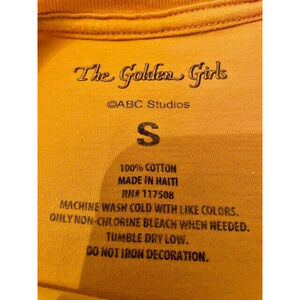 The Golden Girls
©ABC Studios
S
100% COTTON
MADE IN HAITI
RN# 117508
MACHINE WASH COLD WITH LIKE COLORS.
ONLY NON-CHLORINE BLEACH WHEN NEEDED.
TUMBLE DRY LOW.
DO NOT IRON DECORATION.